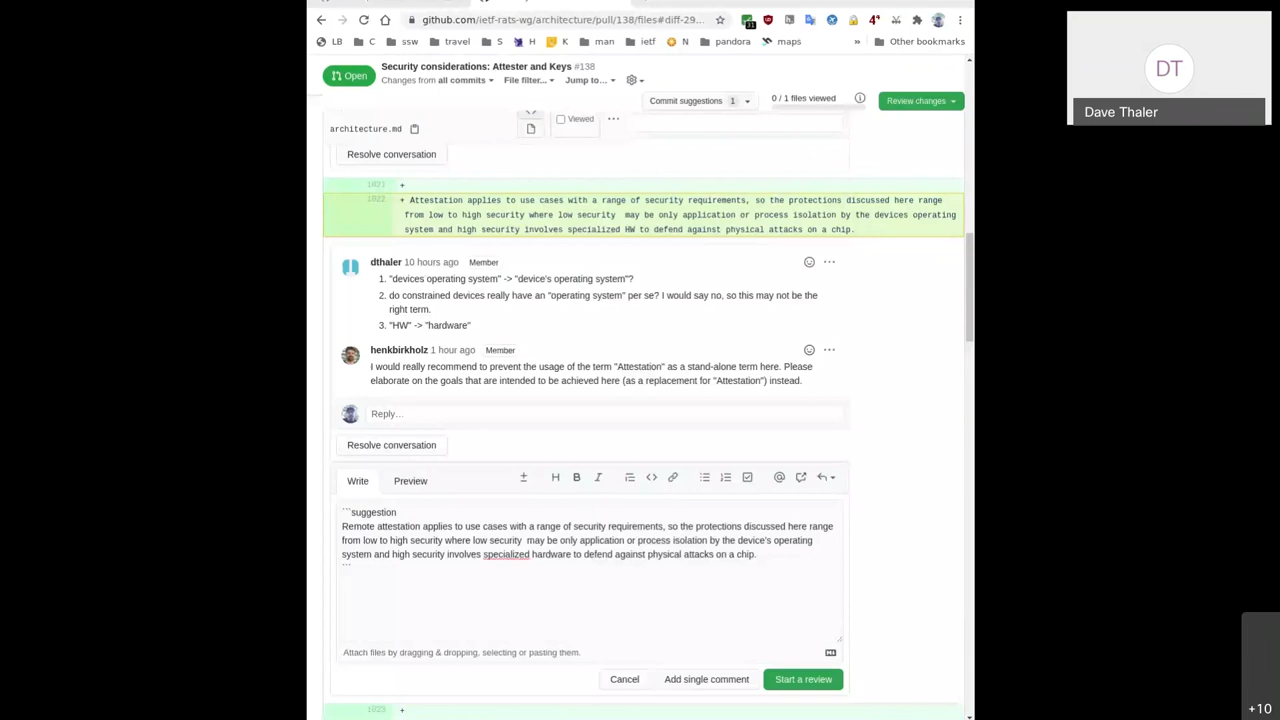 github.com/ietf-rats-wg/architecture/pull/138/files#diff-29...
LB C ssw travel S H K man ietf N pandora maps » Other bookmarks
Open
Security considerations: Attester and Keys #138
Changes from all commits File filter... Jump to...
Commit suggestions 1
0 / 1 files viewed
Review changes
architecture.md
Viewed
Resolve conversation
1021 +
1022 + Attestation applies to use cases with a range of security requirements, so the protections discussed here range
from low to high security where low security  may be only application or process isolation by the devices operating
system and high security involves specialized HW to defend against physical attacks on a chip.
dthaler 10 hours ago Member
1. "devices operating system" -> "device's operating system"?
2. do constrained devices really have an "operating system" per se? I would say no, so this may not be the
right term.
3. "HW" -> "hardware"
henkbirkholz 1 hour ago Member
I would really recommend to prevent the usage of the term "Attestation" as a stand-alone term here. Please
elaborate on the goals that are intended to be achieved here (as a replacement for "Attestation") instead.
Reply...
Resolve conversation
Write Preview
```suggestion
Remote attestation applies to use cases with a range of security requirements, so the protections discussed here range
from low to high security where low security  may be only application or process isolation by the device's operating
system and high security involves specialized hardware to defend against physical attacks on a chip.
```
Attach files by dragging & dropping, selecting or pasting them.
Cancel Add single comment Start a review
1023 +
DT
Dave Thaler
+10